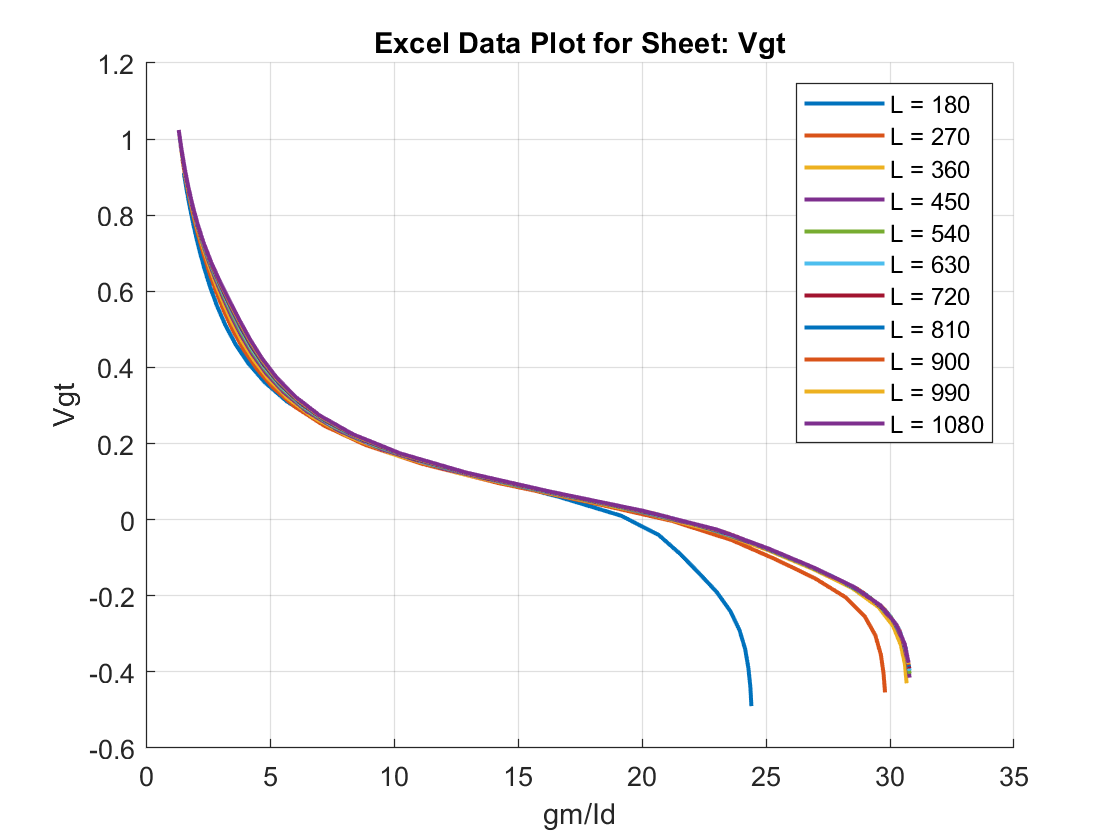 Excel Data Plot for Sheet: Vgt
1.2
1
0.8
0.6
0.4
0.2
0
-0.2
-0.4
-0.6
Vgt
L = 180
L = 270
L = 360
L = 450
L = 540
L = 630
L = 720
L = 810
L = 900
L = 990
L = 1080
0 5 10 15 20 25 30 35
gm/Id